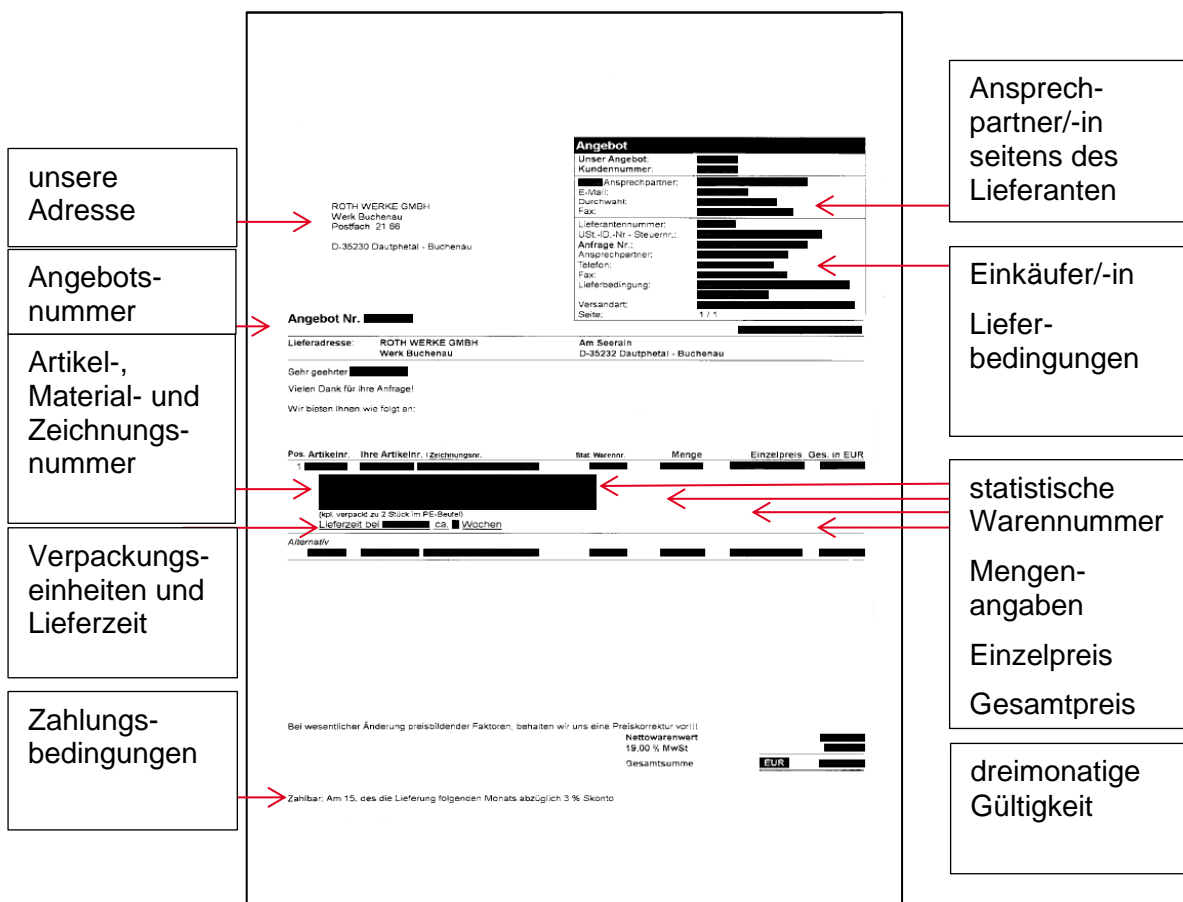 unsere
Adresse
Angebots-
nummer
Artikel-,
Material- und
Zeichnungs-
nummer
Verpackungs-
einheiten und
Lieferzeit
Zahlungs-
bedingungen
Angebot
Unser Angebot:
Kundennummer:
Ansprechpartner:
E-Mail:
Durchwahl:
Fax:
Lieferantennummer:
USt.-ID.-Nr - Steuernr.:
Anfrage Nr.:
Ansprechpartner:
Telefon:
Fax:
Lieferbedingung:
Versandart:
Seite: 1 / 1
ROTH WERKE GMBH
Werk Buchenau
Postfach 21 66
D-35230 Dautphetal - Buchenau
Angebot Nr.
Lieferadresse: ROTH WERKE GMBH Am Seerain
Werk Buchenau D-35232 Dautphetal - Buchenau
Sehr geehrter
Vielen Dank für ihre Anfrage!
Wir bieten Ihnen wie folgt an:
Pos. Artikelnr. Ihre Artikelnr. / Zeichnungsnr. Stat. Warennr. Menge Einzelpreis Ges. in EUR
1
(kpl. verpackt zu 2 Stück im PE-Beutel)
Lieferzeit bei ca. Wochen
Alternativ
Bei wesentlicher Änderung preisbildender Faktoren, behalten wir uns eine Preiskorrektur vor!!!
Nettowarenwert
19,00 % MwSt
Gesamtsumme EUR
Zahlbar: Am 15, des die Lieferung folgenden Monats abzüglich 3 % Skonto
Ansprech-
partner/-in
seitens des
Lieferanten
Einkäufer/-in
Liefer-
bedingungen
statistische
Warennummer
Mengen-
angaben
Einzelpreis
Gesamtpreis
dreimonatige
Gültigkeit